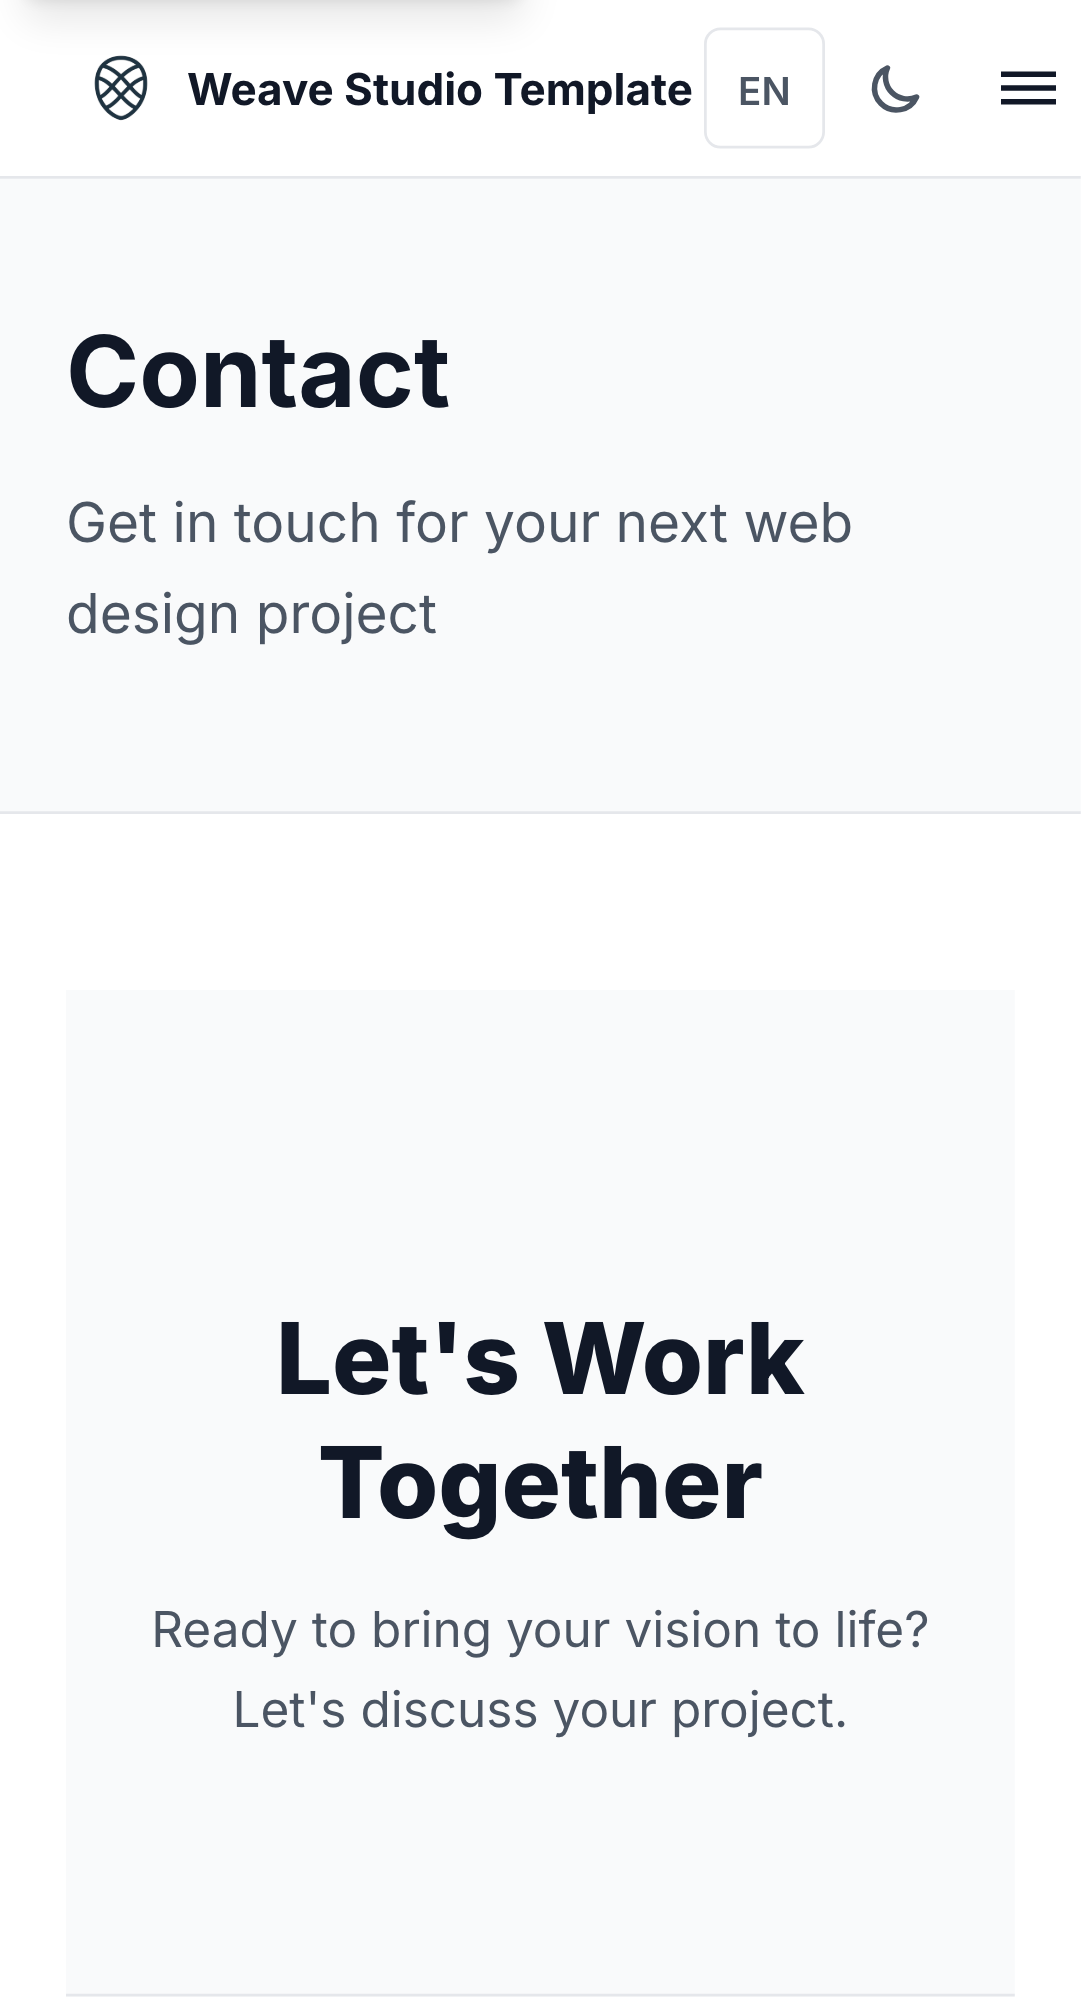 Weave Studio Template
EN
Contact
Get in touch for your next web
design project
Let's Work
Together
Ready to bring your vision to life?
Let's discuss your project.